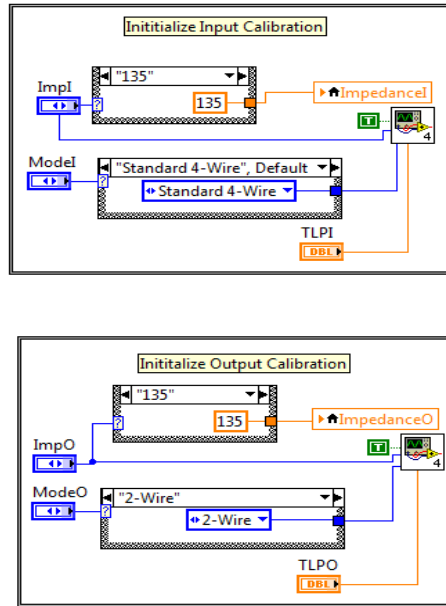 Inititialize Input Calibration
"135"
ImpI
?
135
ImpedanceI
T
4
ModeI
"Standard 4-Wire", Default
?
Standard 4-Wire
TLPI
DBL
Inititalize Output Calibration
"135"
?
135
ImpedanceO
ImpO
T
4
ModeO
"2-Wire"
?
2-Wire
TLPO
DBL